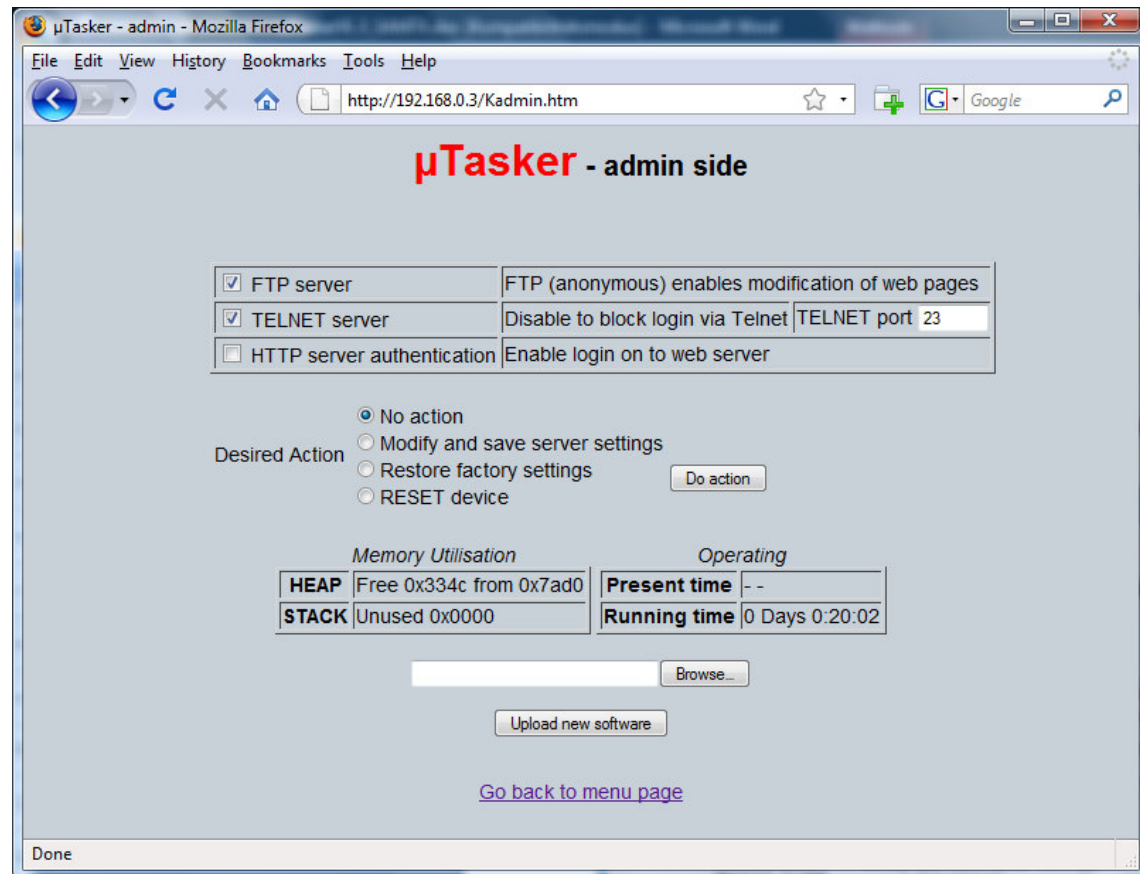 µTasker - admin - Mozilla Firefox
File Edit View History Bookmarks Tools Help
http://192.168.0.3/Kadmin.htm
G Google
µTasker - admin side
FTP server FTP (anonymous) enables modification of web pages
TELNET server Disable to block login via Telnet TELNET port 23
HTTP server authentication Enable login on to web server
Desired Action
No action
Modify and save server settings
Restore factory settings
RESET device
Do action
Memory Utilisation
HEAP Free 0x334c from 0x7ad0
STACK Unused 0x0000
Operating
Present time - -
Running time 0 Days 0:20:02
Browse...
Upload new software
Go back to menu page
Done